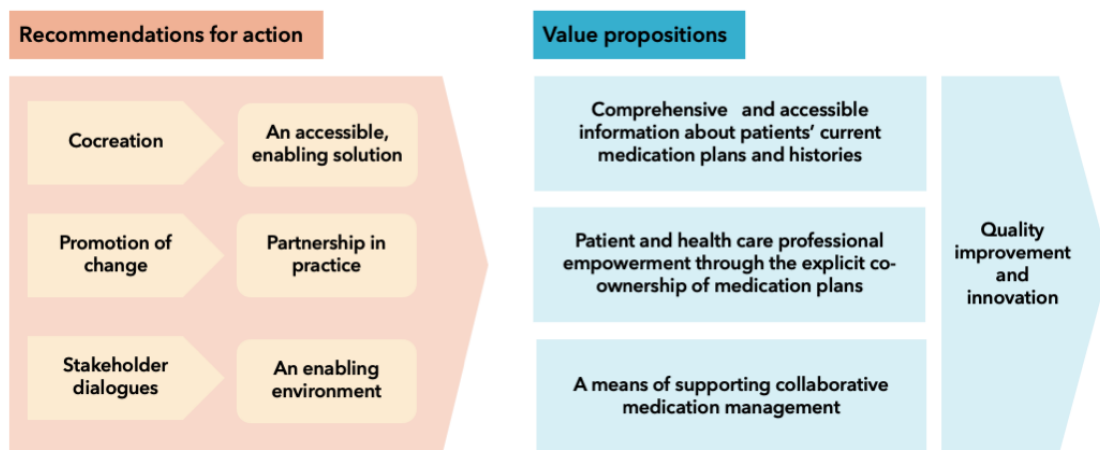 Recommendations for action
Value propositions
Cocreation
An accessible,
enabling solution
Promotion of
change
Partnership in
practice
Stakeholder
dialogues
An enabling
environment
Comprehensive and accessible
information about patients’ current
medication plans and histories
Patient and health care professional
empowerment through the explicit co-
ownership of medication plans
A means of supporting collaborative
medication management
Quality
improvement
and
innovation